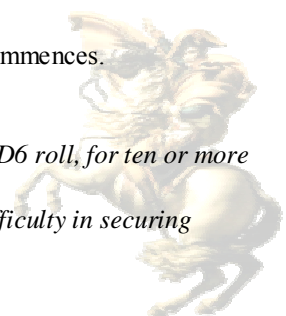 mmences.
D6 roll, for ten or more
ficulty in securing